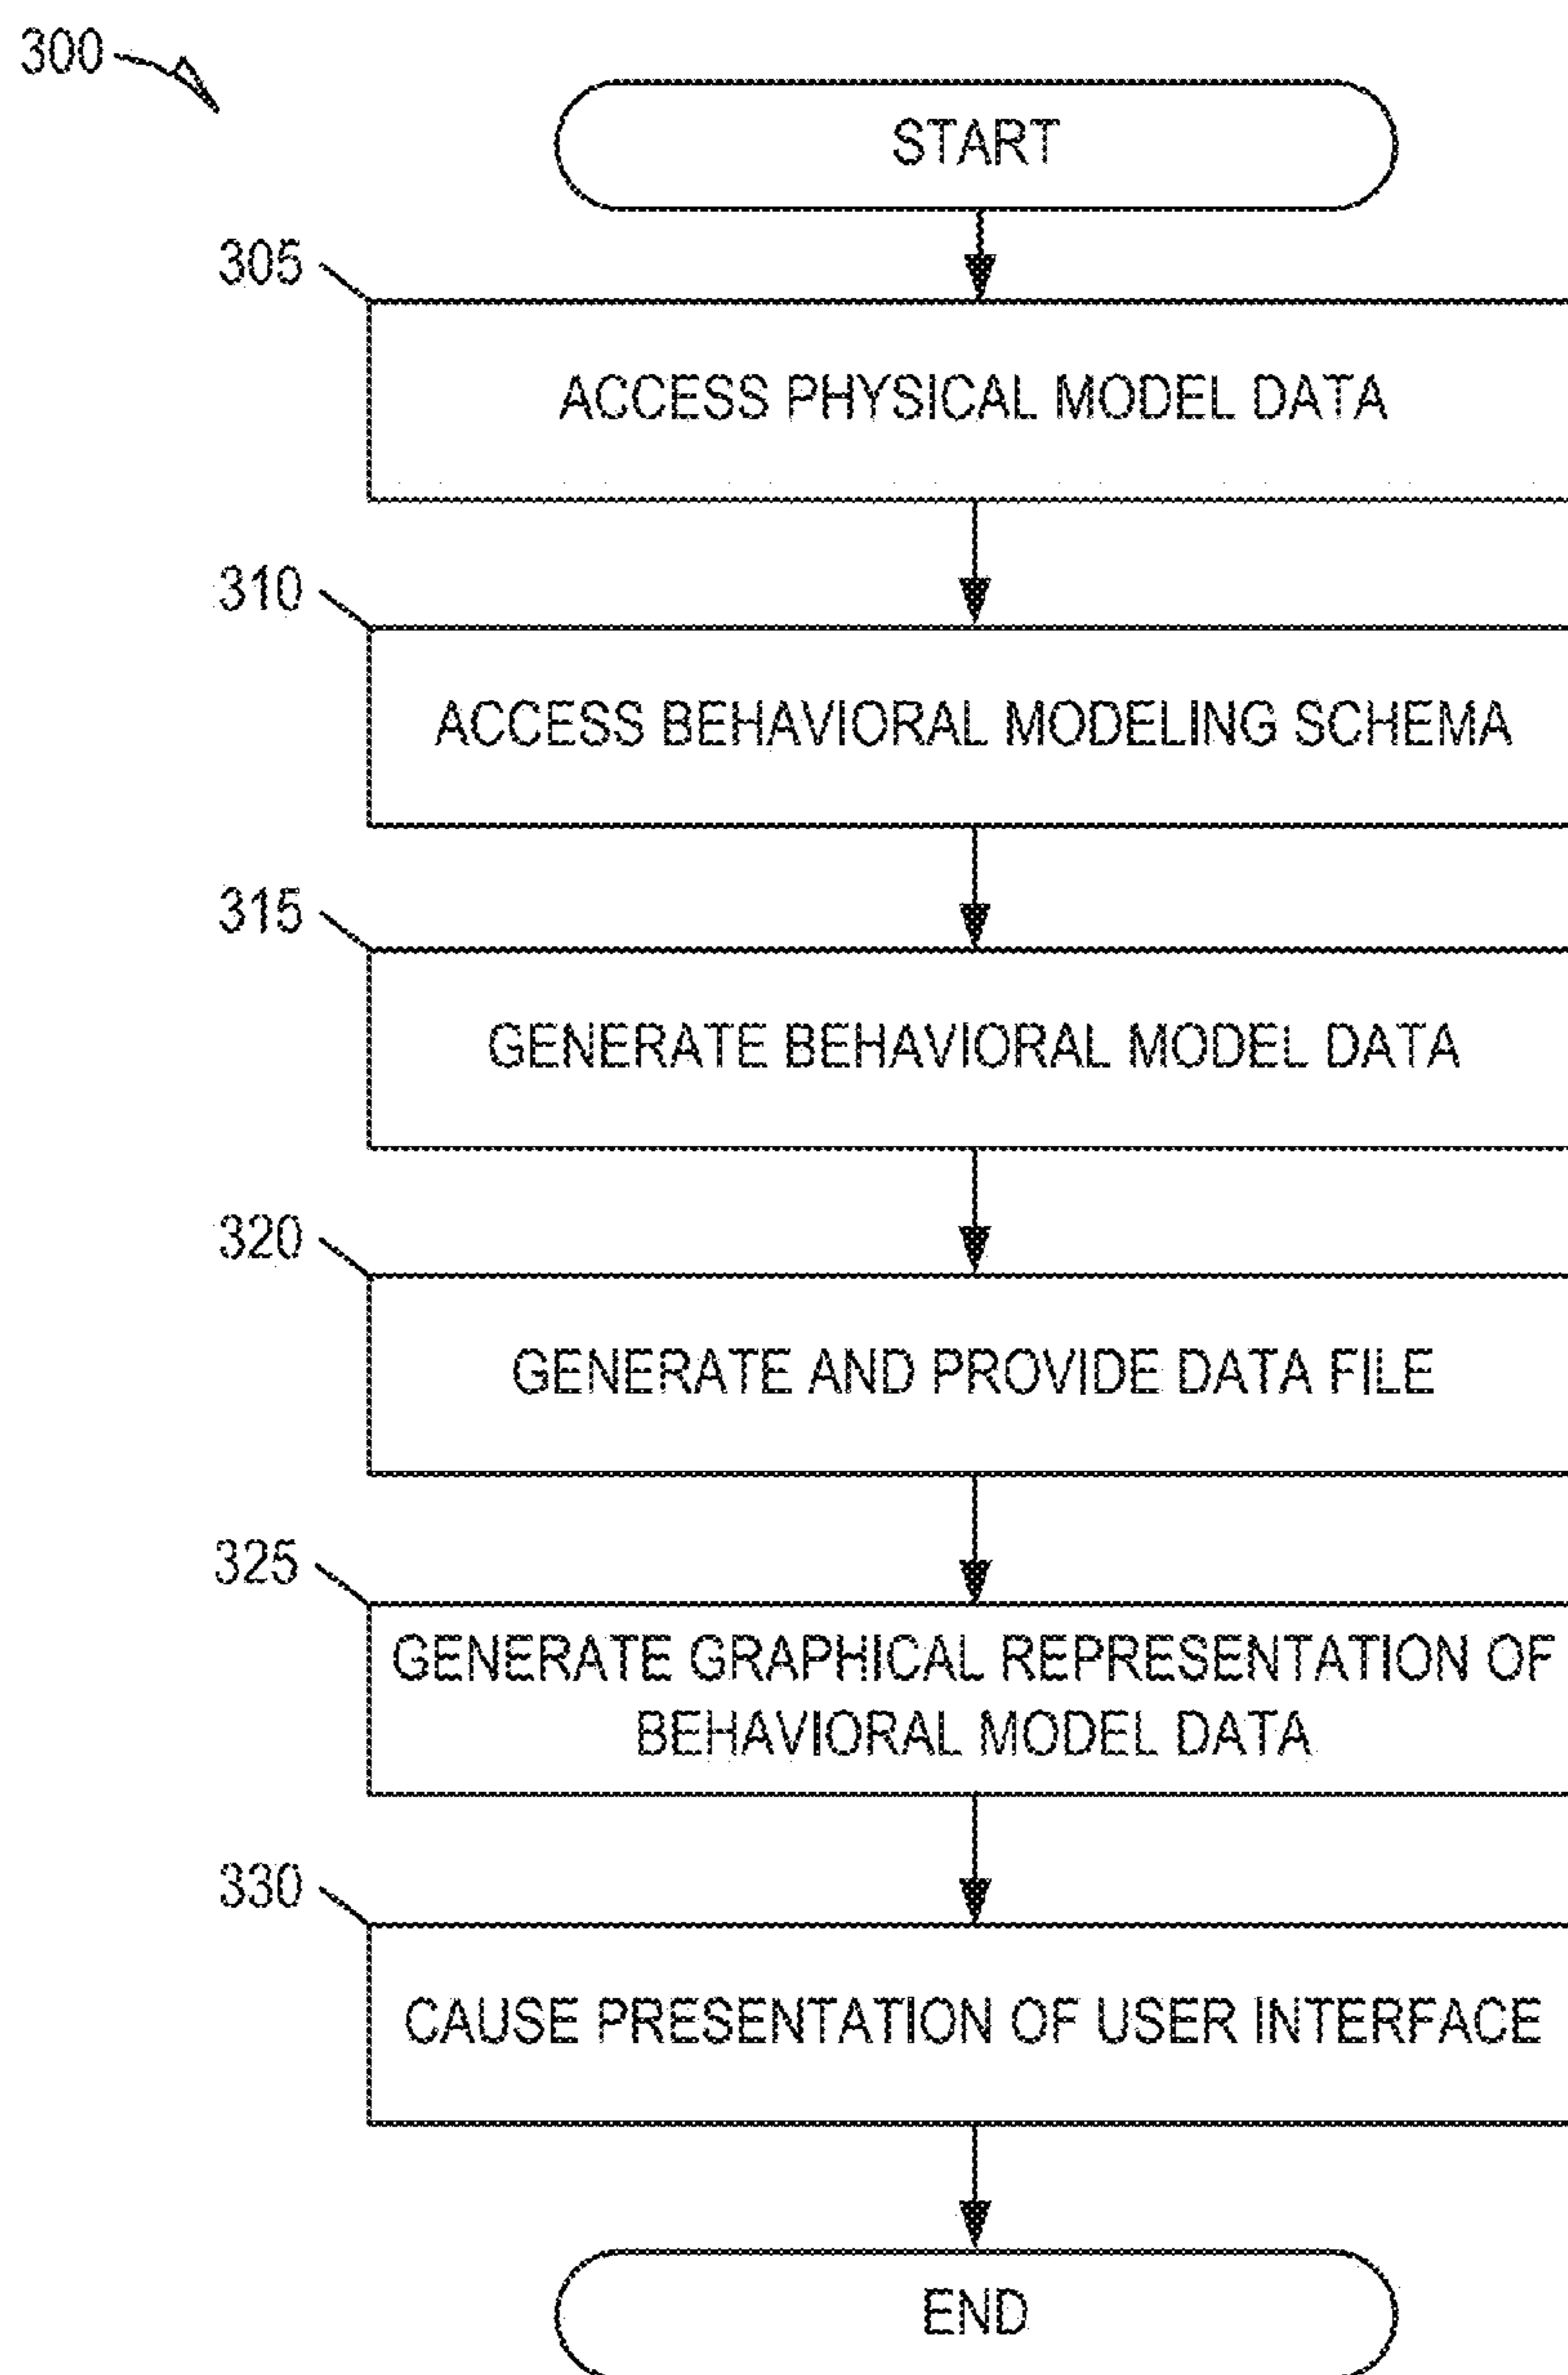 300
START
305
ACCESS PHYSICAL MODEL DATA
310
ACCESS BEHAVIORAL MODELING SCHEMA
315
GENERATE BEHAVIORAL MODEL DATA
320
GENERATE AND PROVIDE DATA FILE
325
GENERATE GRAPHICAL REPRESENTATION OF
BEHAVIORAL MODEL DATA
330
CAUSE PRESENTATION OF USER INTERFACE
END